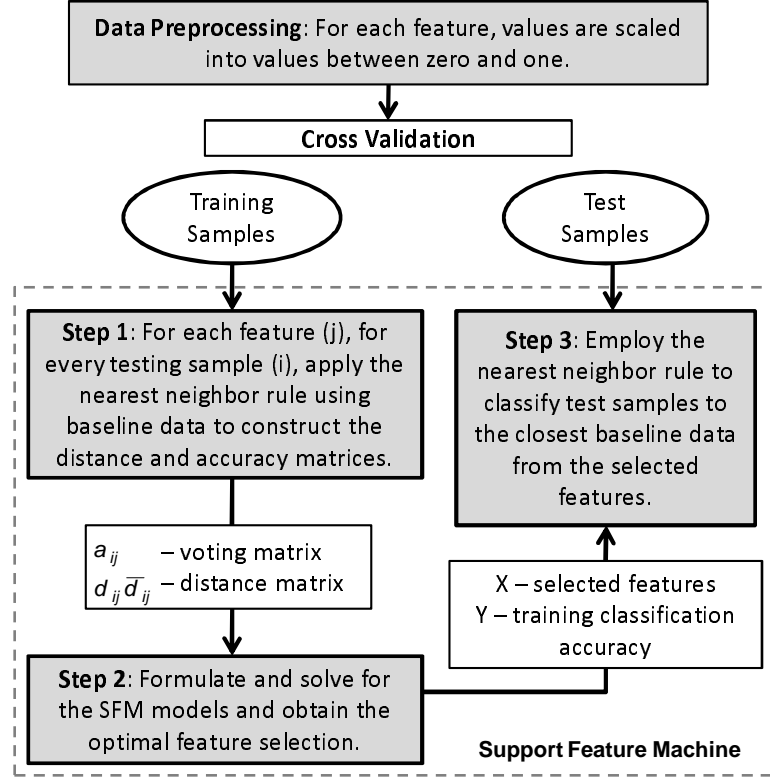 Data Preprocessing: For each feature, values are scaled
into values between zero and one.
Cross Validation
Training
Samples
Test
Samples
Step 1: For each feature (j), for
every testing sample (i), apply the
nearest neighbor rule using
baseline data to construct the
distance and accuracy matrices.
Step 3: Employ the
nearest neighbor rule to
classify test samples to
the closest baseline data
from the selected
features.
a_ij – voting matrix
d_ij d̅_ij – distance matrix
X – selected features
Y – training classification
accuracy
Step 2: Formulate and solve for
the SFM models and obtain the
optimal feature selection.
Support Feature Machine